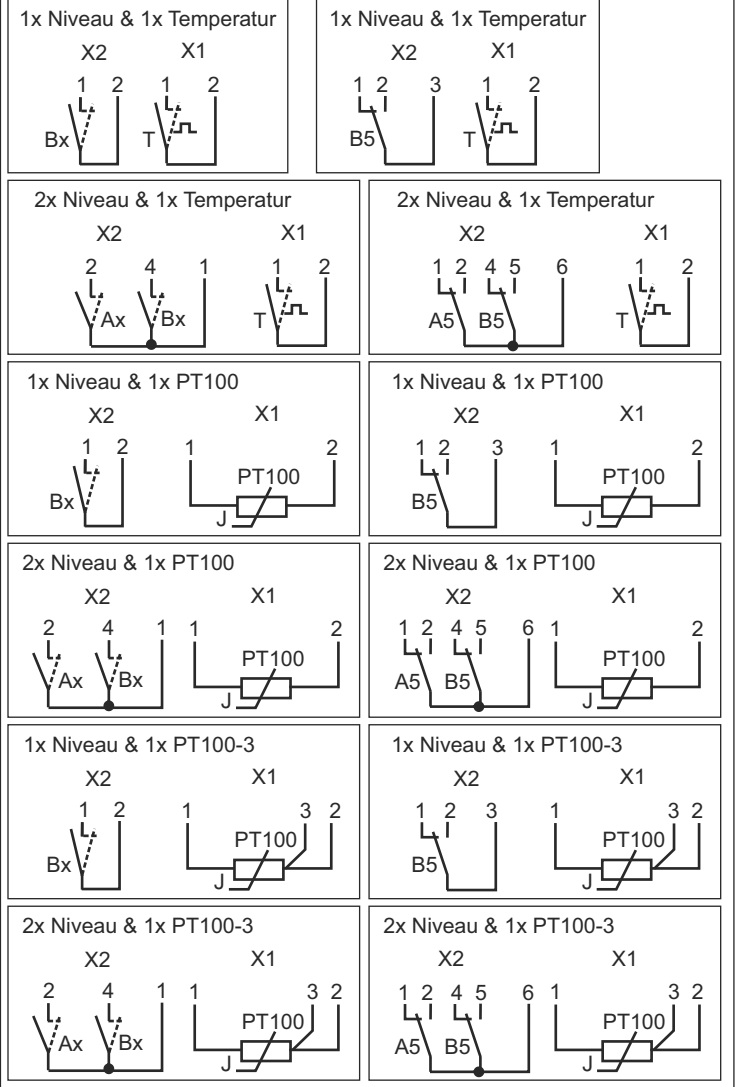 1x Niveau & 1x Temperatur
X2 X1
1 2 1 2
Bx T
1x Niveau & 1x Temperatur
X2 X1
1 2 3 1 2
B5 T
2x Niveau & 1x Temperatur
X2 X1
2 4 1 1 2
Ax Bx T
2x Niveau & 1x Temperatur
X2 X1
1 2 4 5 6 1 2
A5 B5 T
1x Niveau & 1x PT100
X2 X1
1 2 1 2
PT100
Bx
J
1x Niveau & 1x PT100
X2 X1
1 2 3 1 2
PT100
B5
J
2x Niveau & 1x PT100
X2 X1
2 4 1 1 2
PT100
Ax Bx
J
2x Niveau & 1x PT100
X2 X1
1 2 4 5 6 1 2
PT100
A5 B5
J
1x Niveau & 1x PT100-3
X2 X1
1 2 1 3 2
PT100
Bx
J
1x Niveau & 1x PT100-3
X2 X1
1 2 3 1 3 2
PT100
B5
J
2x Niveau & 1x PT100-3
X2 X1
2 4 1 1 3 2
PT100
Ax Bx
J
2x Niveau & 1x PT100-3
X2 X1
1 2 4 5 6 1 3 2
PT100
A5 B5
J